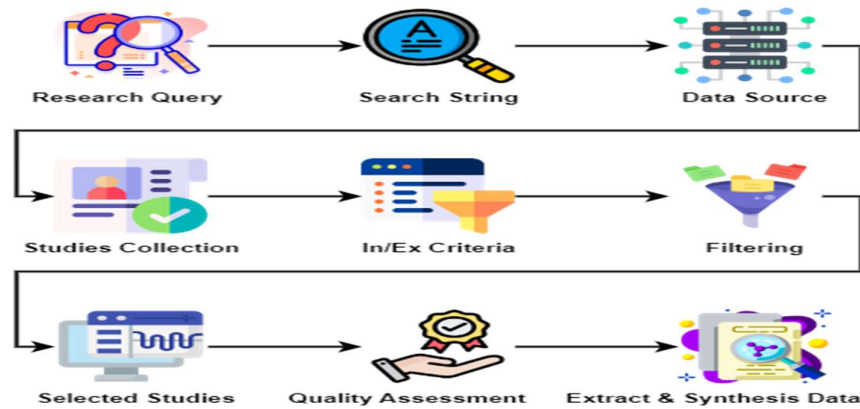 Research Query
Search String
Data Source
Studies Collection
In/Ex Criteria
Filtering
Selected Studies
Quality Assessment
Extract & Synthesis Data